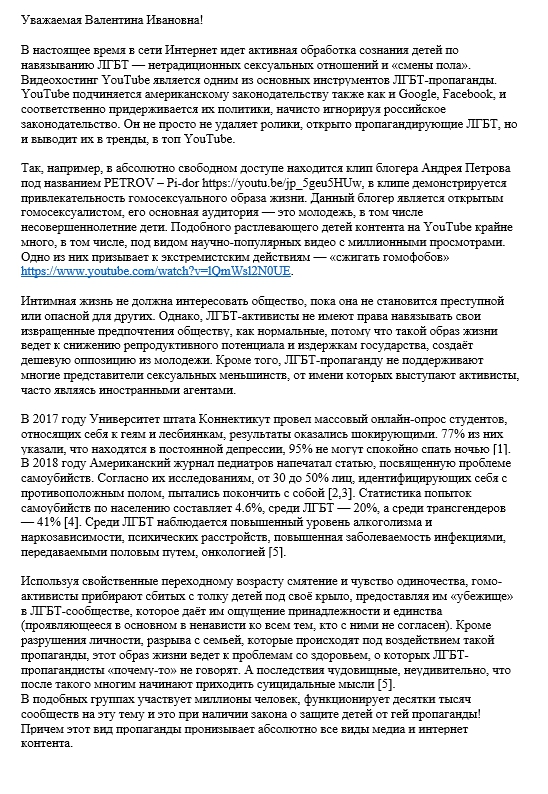 Уважаемая Валентина Ивановна!
В настоящее время в сети Интернет идет активная обработка сознания детей по
навязыванию ЛГБТ — нетрадиционных сексуальных отношений и «смены пола».
Видеохостинг YouTube является одним из основных инструментов ЛГБТ-пропаганды.
YouTube подчиняется американскому законодательству также как и Google, Facebook, и
соответственно придерживается их политики, начисто игнорируя российское
законодательство. Он не просто не удаляет ролики, открыто пропагандирующие ЛГБТ, но
и выводит их в тренды, в топ YouTube.
Так, например, в абсолютно свободном доступе находится клип блогера Андрея Петрова
под названием PETROV – Pi-dor https://youtu.be/jp_5geu5HUw, в клипе демонстрируется
привлекательность гомосексуального образа жизни. Данный блогер является открытым
гомосексуалистом, его основная аудитория — это молодежь, в том числе
несовершеннолетние дети. Подобного растлевающего детей контента на YouTube крайне
много, в том числе, под видом научно-популярных видео с миллионными просмотрами.
Одно из них призывает к экстремистским действиям — «сжигать гомофобов»
https://www.youtube.com/watch?v=lQmWsl2N0UE.
Интимная жизнь не должна интересовать общество, пока она не становится преступной
или опасной для других. Однако, ЛГБТ-активисты не имеют права навязывать свои
извращенные предпочтения обществу, как нормальные, потому что такой образ жизни
ведет к снижению репродуктивного потенциала и издержкам государства, создаёт
дешевую оппозицию из молодежи. Кроме того, ЛГБТ-пропаганду не поддерживают
многие представители сексуальных меньшинств, от имени которых выступают активисты,
часто являясь иностранными агентами.
В 2017 году Университет штата Коннектикут провел массовый онлайн-опрос студентов,
относящих себя к геям и лесбиянкам, результаты оказались шокирующими. 77% из них
указали, что находятся в постоянной депрессии, 95% не могут спокойно спать ночью [1].
В 2018 году Американский журнал педиатров напечатал статью, посвященную проблеме
самоубийств. Согласно их исследованиям, от 30 до 50% лиц, идентифицирующих себя с
противоположным полом, пытались покончить с собой [2,3]. Статистика попыток
самоубийств по населению составляет 4.6%, среди ЛГБТ — 20%, а среди трансгендеров
— 41% [4]. Среди ЛГБТ наблюдается повышенный уровень алкоголизма и
наркозависимости, психических расстройств, повышенная заболеваемость инфекциями,
передаваемыми половым путем, онкологией [5].
Используя свойственные переходному возрасту смятение и чувство одиночества, гомо-
активисты прибирают сбитых с толку детей под своё крыло, предоставляя им «убежище»
в ЛГБТ-сообществе, которое даёт им ощущение принадлежности и единства
(проявляющееся в основном в ненависти ко всем тем, кто с ними не согласен). Кроме
разрушения личности, разрыва с семьей, которые происходят под воздействием такой
пропаганды, этот образ жизни ведет к проблемам со здоровьем, о которых ЛГБТ-
пропагандисты «почему-то» не говорят. А последствия чудовищные, неудивительно, что
после такого многим начинают приходить суицидальные мысли [5].
В подобных группах участвует миллионы человек, функционирует десятки тысяч
сообществ на эту тему и это при наличии закона о защите детей от гей пропаганды!
Причем этот вид пропаганды пронизывает абсолютно все виды медиа и интернет
контента.